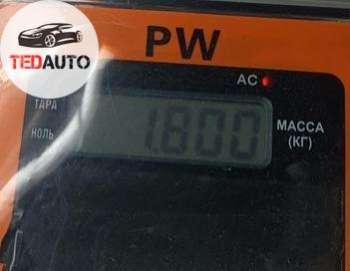 TEDAUTO
PW
AC
ТАРА
НОЛЬ
1.800
МАССА
(КГ)